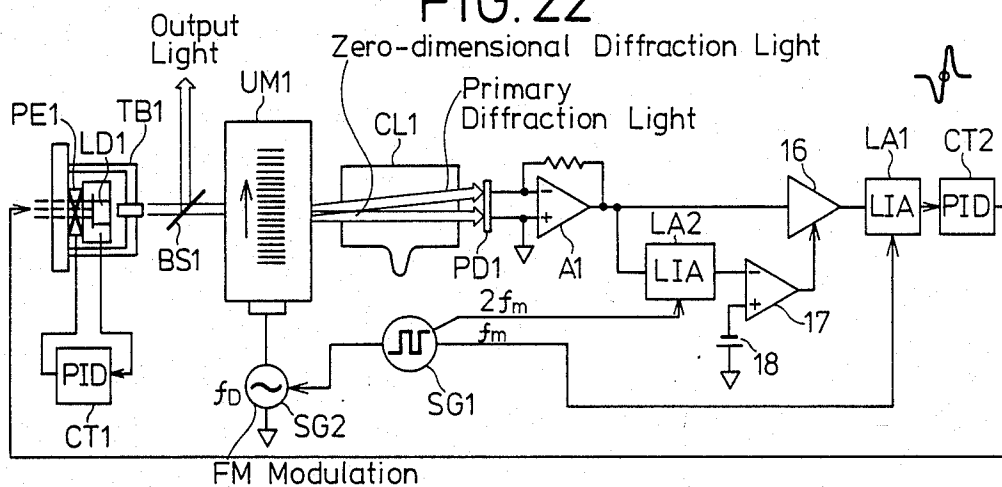 FIG. 22
Output
Light
Zero-dimensional Diffraction Light
UM1
Primary
Diffraction Light
PE1
TB1
LD1
CL1
LA1
CT2
16
LIA
PID
BS1
PD1
A1
LA2
LIA
17
2fm
fm
18
PID
SG1
fD
SG2
CT1
FM Modulation